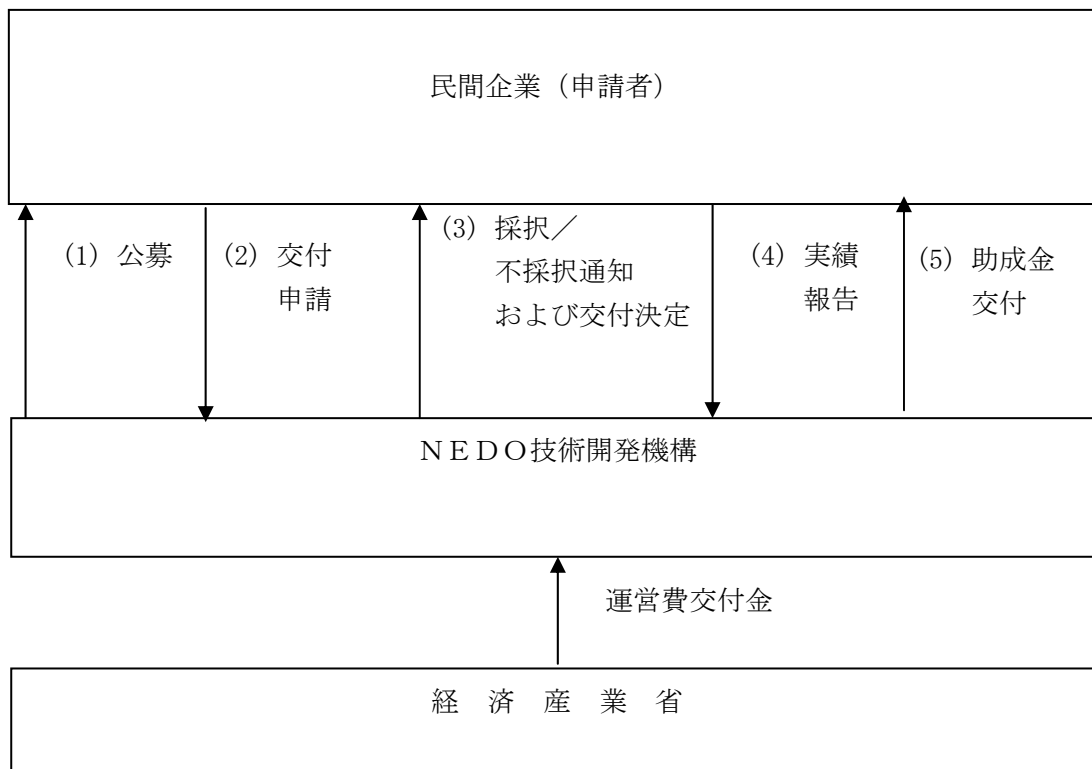 民間企業（申請者）
(1) 公募
(2) 交付
申請
(3) 採択／
不採択通知
および交付決定
(4) 実績
報告
(5) 助成金
交付
ＮＥＤＯ技術開発機構
運営費交付金
経　済　産　業　省